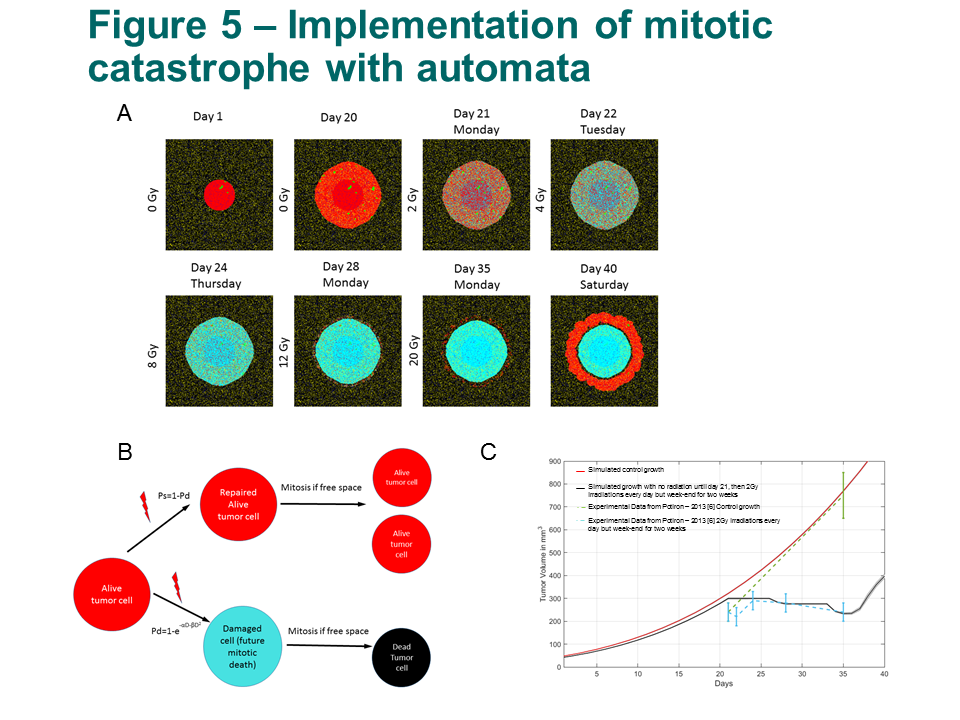 Figure 5 – Implementation of mitotic
catastrophe with automata
A
Day 1
Day 20
Day 21
Monday
Day 22
Tuesday
0 Gy
0 Gy
2 Gy
4 Gy
Day 24
Thursday
Day 28
Monday
Day 35
Monday
Day 40
Saturday
8 Gy
12 Gy
20 Gy
B
Alive
tumor cell
Ps=1-Pd
Repaired
Alive
tumor cell
Mitosis if free space
Alive
tumor cell
Alive
tumor
cell
Pd=1-e^-αD-βD²
Damaged
cell (future
mitotic
death)
Mitosis if free space
Dead
Tumor
cell
C
Simulated control growth
Simulated growth with no radiation until day 21, then 2Gy
irradiations every day but week-end for two weeks
Experimental Data from Potiron – 2013 [6] Control growth
Experimental Data from Potiron – 2013 [6] 2Gy irradiations every
day but week-end for two weeks
Tumor Volume in mm³
900
800
700
600
500
400
300
200
100
0
5 10 15 20 25 30 35 40
Days